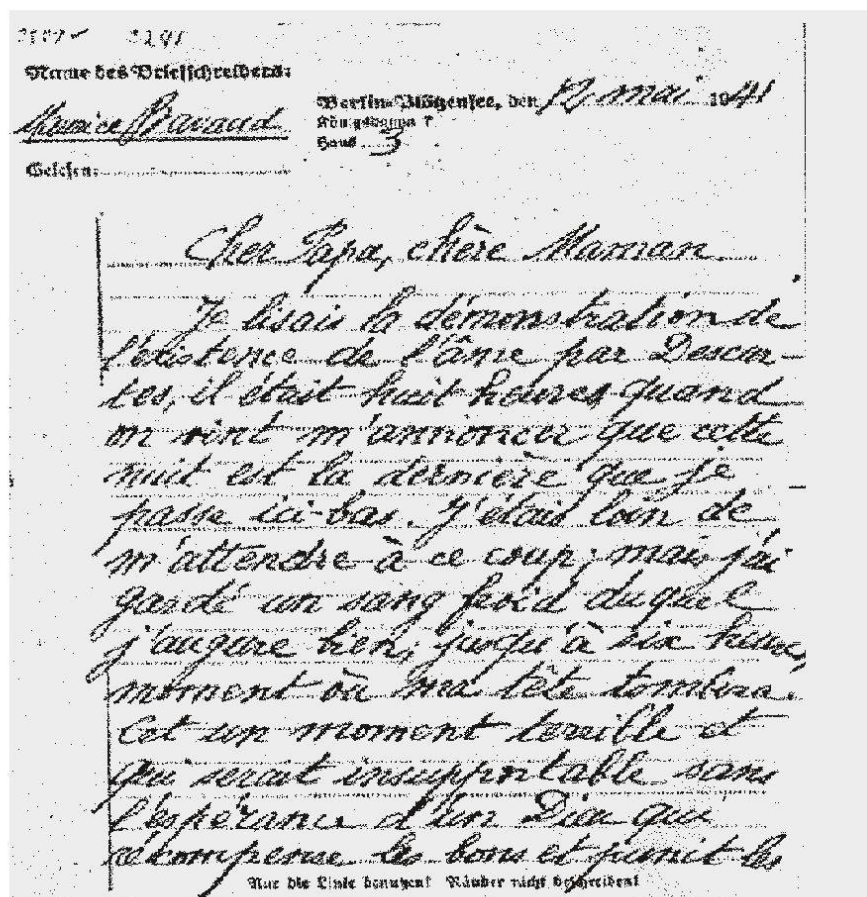 Name des Briefschreibers:
Maurice Bavaud
Berlin-Plötzensee, den 12 mai 1941
Königsdamm 7
Haus 3
Gelesen:
Cher Papa, chère Maman
Je lisais la démonstration de
l'existence de l'âme par Descar-
tes, il était huit heures quand
on vint m'annoncer que cette
nuit est la dernière que je
passe ici-bas. J'étais loin de
m'attendre à ce coup; mais j'ai
gardé un sang froid duquel
j'augure bien, jusqu'à six heures,
moment où ma tête tombera.
Cet un moment terrible et
qui serait insupportable sans
l'espérance d'un Dieu qui
récompense les bons et punit les
Nur die Linie benutzen! Ränder nicht beschreiben!